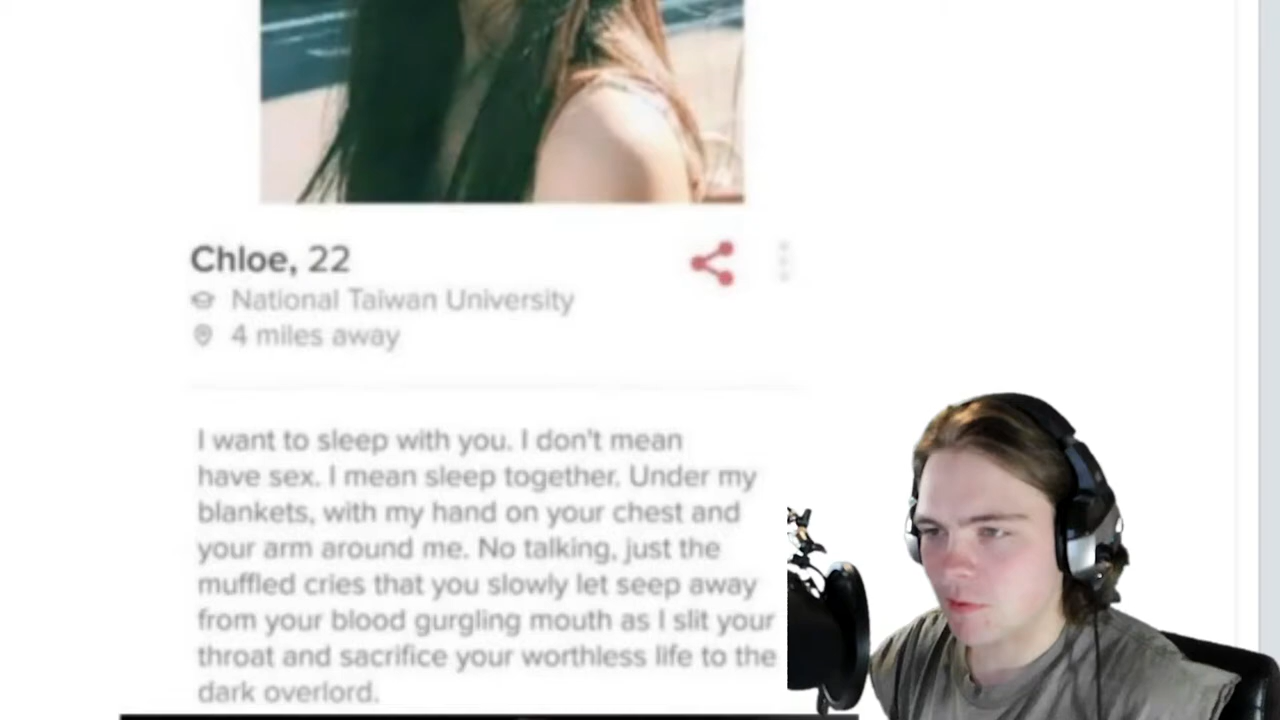 Chloe, 22
National Taiwan University
4 miles away
I want to sleep with you. I don't mean
have sex. I mean sleep together. Under my
blankets, with my hand on your chest and
your arm around me. No talking, just the
muffled cries that you slowly let seep away
from your blood gurgling mouth as I slit your
throat and sacrifice your worthless life to the
dark overlord.